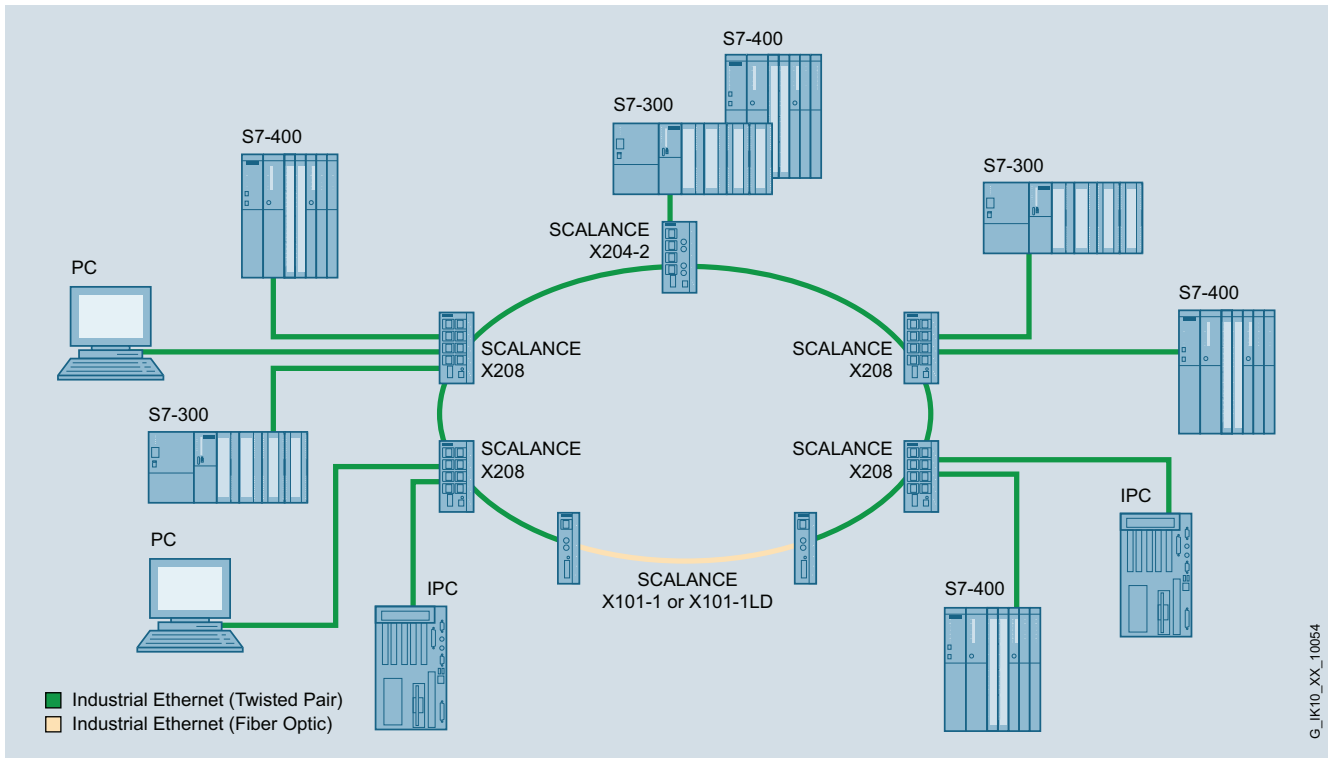 S7-400
S7-300
S7-400
S7-300
SCALANCE
X204-2
PC
S7-400
SCALANCE
X208
SCALANCE
X208
S7-300
SCALANCE
X208
SCALANCE
X208
IPC
PC
IPC
SCALANCE
X101-1 or X101-1LD
S7-400
Industrial Ethernet (Twisted Pair)
Industrial Ethernet (Fiber Optic)
G_IK10_XX_10054